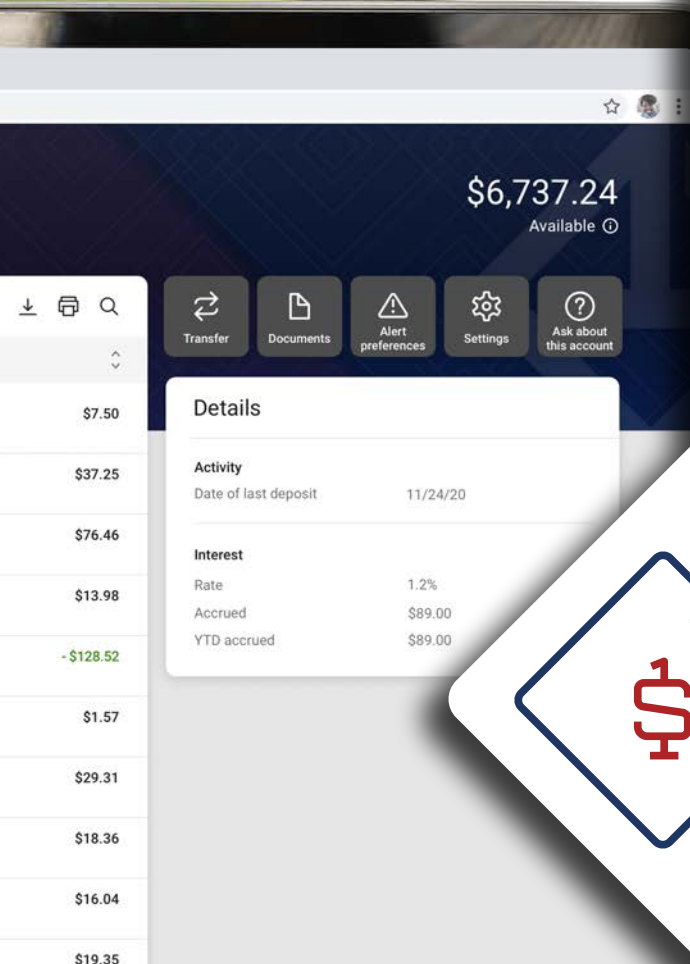 $6,737.24
Available
Transfer
Documents
Alert
preferences
Settings
Ask about
this account
$7.50
$37.25
$76.46
$13.98
- $128.52
$1.57
$29.31
$18.36
$16.04
$19.35
Details
Activity
Date of last deposit 11/24/20
Interest
Rate 1.2%
Accrued $89.00
YTD accrued $89.00
$